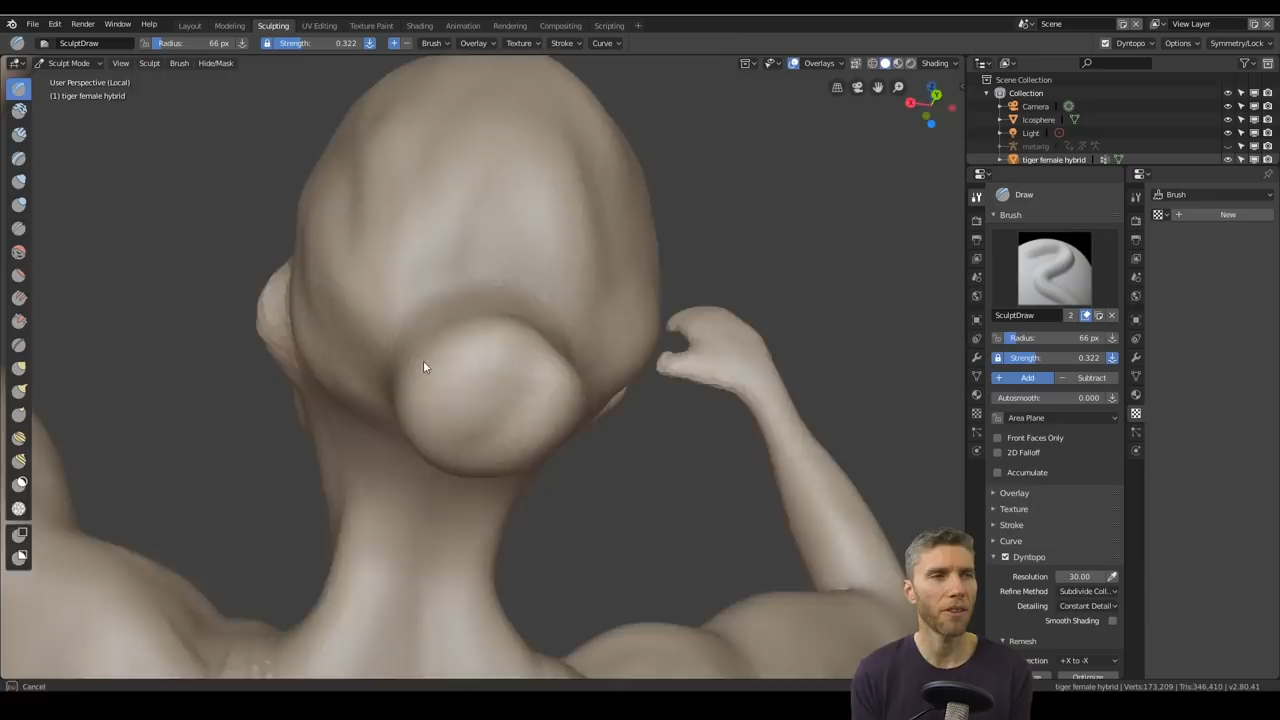 File Edit Render Window Help Layout Modeling Sculpting UV Editing Texture Paint Shading Animation Rendering Compositing Scripting + Scene View Layer
SculptDraw Radius: 66 px Strength: 0.322 + − Brush Overlay Texture Stroke Curve Dyntopo Options Symmetry/Lock
Sculpt Mode View Sculpt Brush Hide/Mask Overlays Shading
User Perspective (Local)
(1) tiger female hybrid
Scene Collection
Collection
Camera
Icosphere
Light
metarig
tiger female hybrid
Draw
Brush
Brush
+ New
SculptDraw 2
Radius: 66 px
Strength: 0.322
+ Add − Subtract
Autosmooth: 0.000
Area Plane
Front Faces Only
2D Falloff
Accumulate
Overlay
Texture
Stroke
Curve
Dyntopo
Resolution 30.00
Refine Method Subdivide Coll..
Detailing Constant Detail
Smooth Shading
Remesh
ection +X to -X
Optimize
Cancel
tiger female hybrid | Verts:173,209 | Tris:346,410 | v2.80.41
X
Y